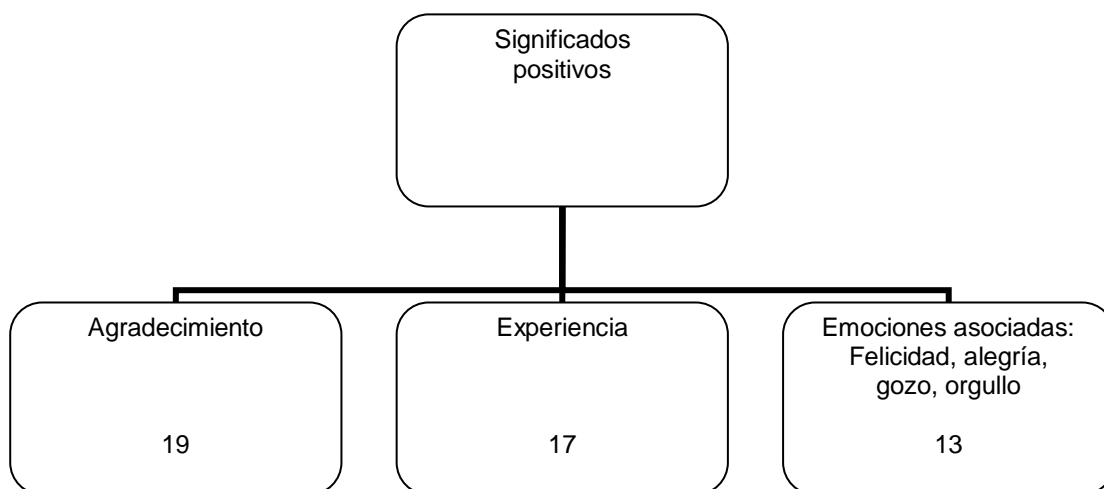 Significados
positivos
Agradecimiento
19
Experiencia
17
Emociones asociadas:
Felicidad, alegría,
gozo, orgullo
13